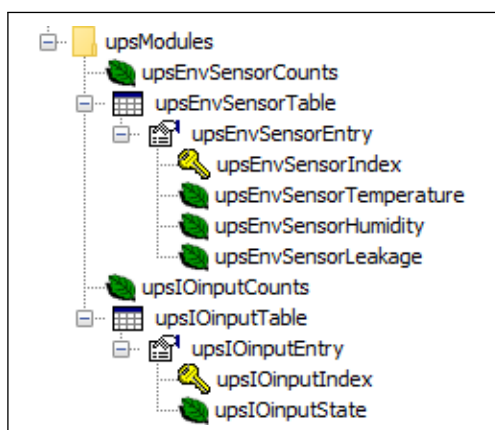 upsModules
upsEnvSensorCounts
upsEnvSensorTable
upsEnvSensorEntry
upsEnvSensorIndex
upsEnvSensorTemperature
upsEnvSensorHumidity
upsEnvSensorLeakage
upsIOinputCounts
upsIOinputTable
upsIOinputEntry
upsIOinputIndex
upsIOinputState